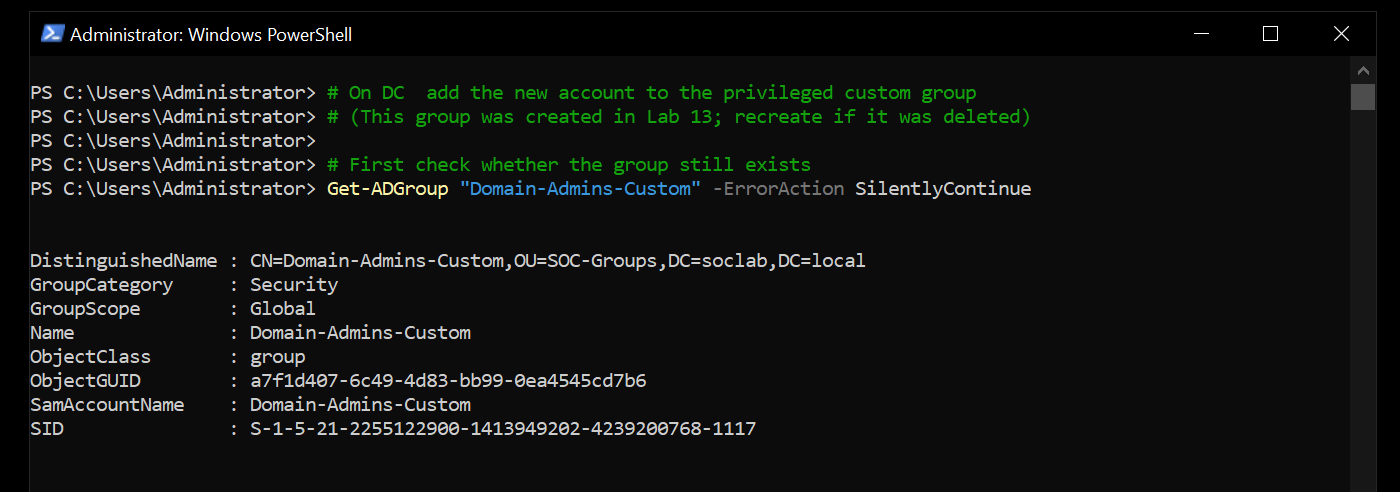 Administrator: Windows PowerShell
PS C:\Users\Administrator> # On DC  add the new account to the privileged custom group
PS C:\Users\Administrator> # (This group was created in Lab 13; recreate if it was deleted)
PS C:\Users\Administrator>
PS C:\Users\Administrator> # First check whether the group still exists
PS C:\Users\Administrator> Get-ADGroup "Domain-Admins-Custom" -ErrorAction SilentlyContinue
DistinguishedName : CN=Domain-Admins-Custom,OU=SOC-Groups,DC=soclab,DC=local
GroupCategory     : Security
GroupScope        : Global
Name              : Domain-Admins-Custom
ObjectClass       : group
ObjectGUID        : a7f1d407-6c49-4d83-bb99-0ea4545cd7b6
SamAccountName    : Domain-Admins-Custom
SID               : S-1-5-21-2255122900-1413949202-4239200768-1117